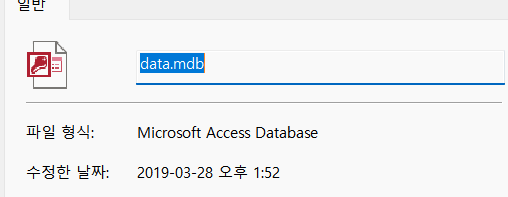 일반
data.mdb
파일 형식: Microsoft Access Database
수정한 날짜: 2019-03-28 오후 1:52